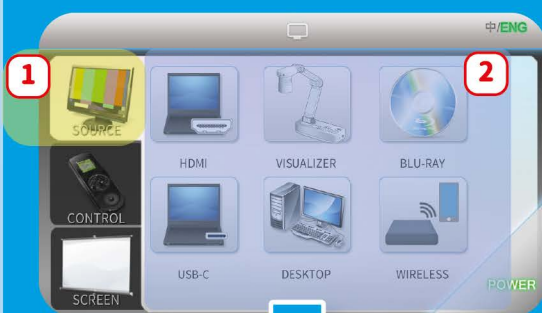 中/ENG
1
2
SOURCE
HDMI
VISUALIZER
BLU-RAY
CONTROL
USB-C
DESKTOP
WIRELESS
SCREEN
POWER